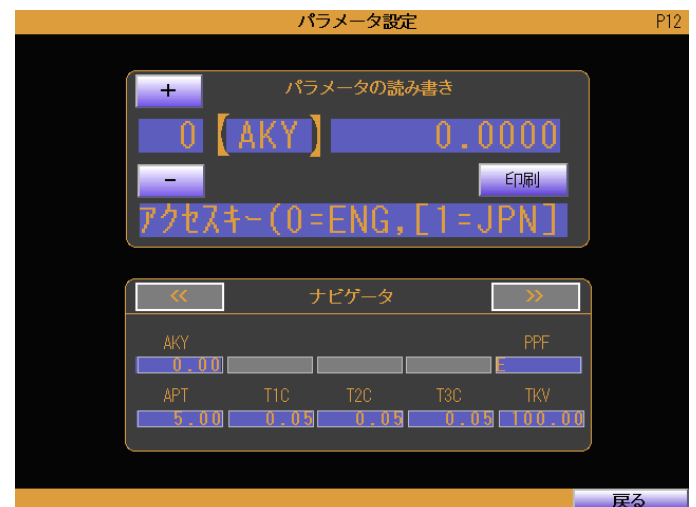 パラメータ設定 P12
+ パラメータの読み書き
0 【AKY】 0.0000
- 印刷
アクセスキー(0=ENG,[1=JPN]
<< ナビゲータ >>
AKY PPF
0.00 E
APT T1C T2C T3C TKV
5.00 0.05 0.05 0.05 100.00
戻る